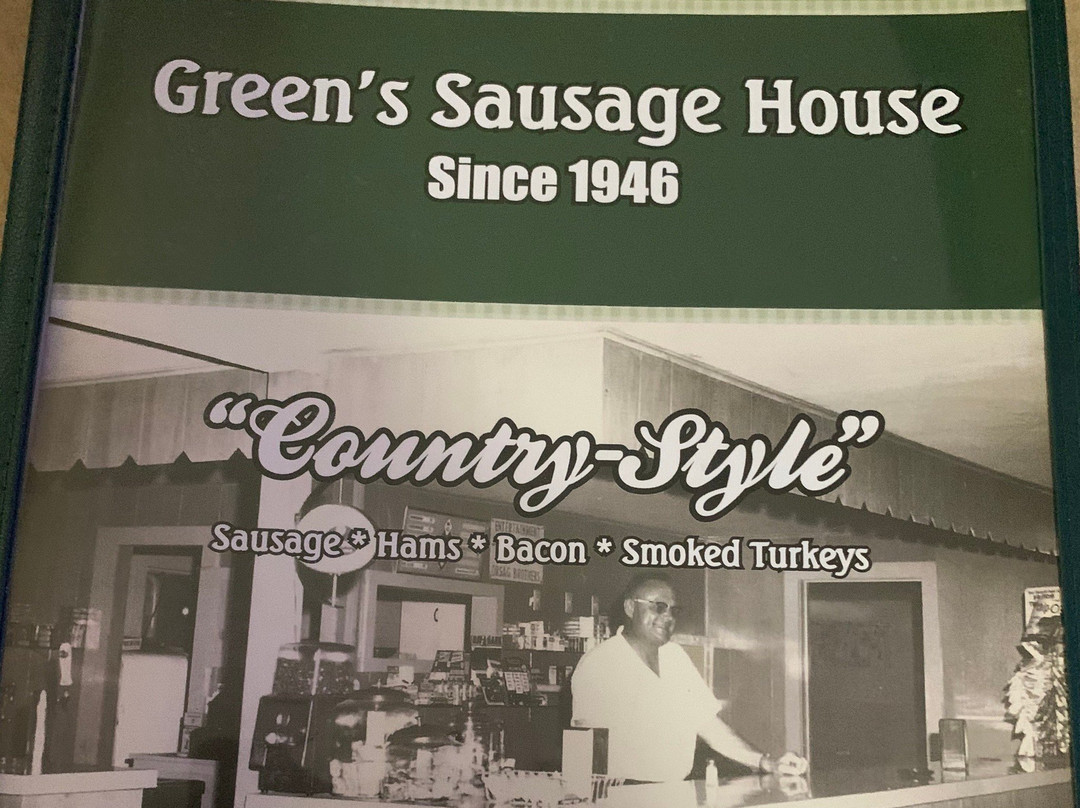 Green's Sausage House
Since 1946
"Country-Style"
Sausage * Hams * Bacon * Smoked Turkeys